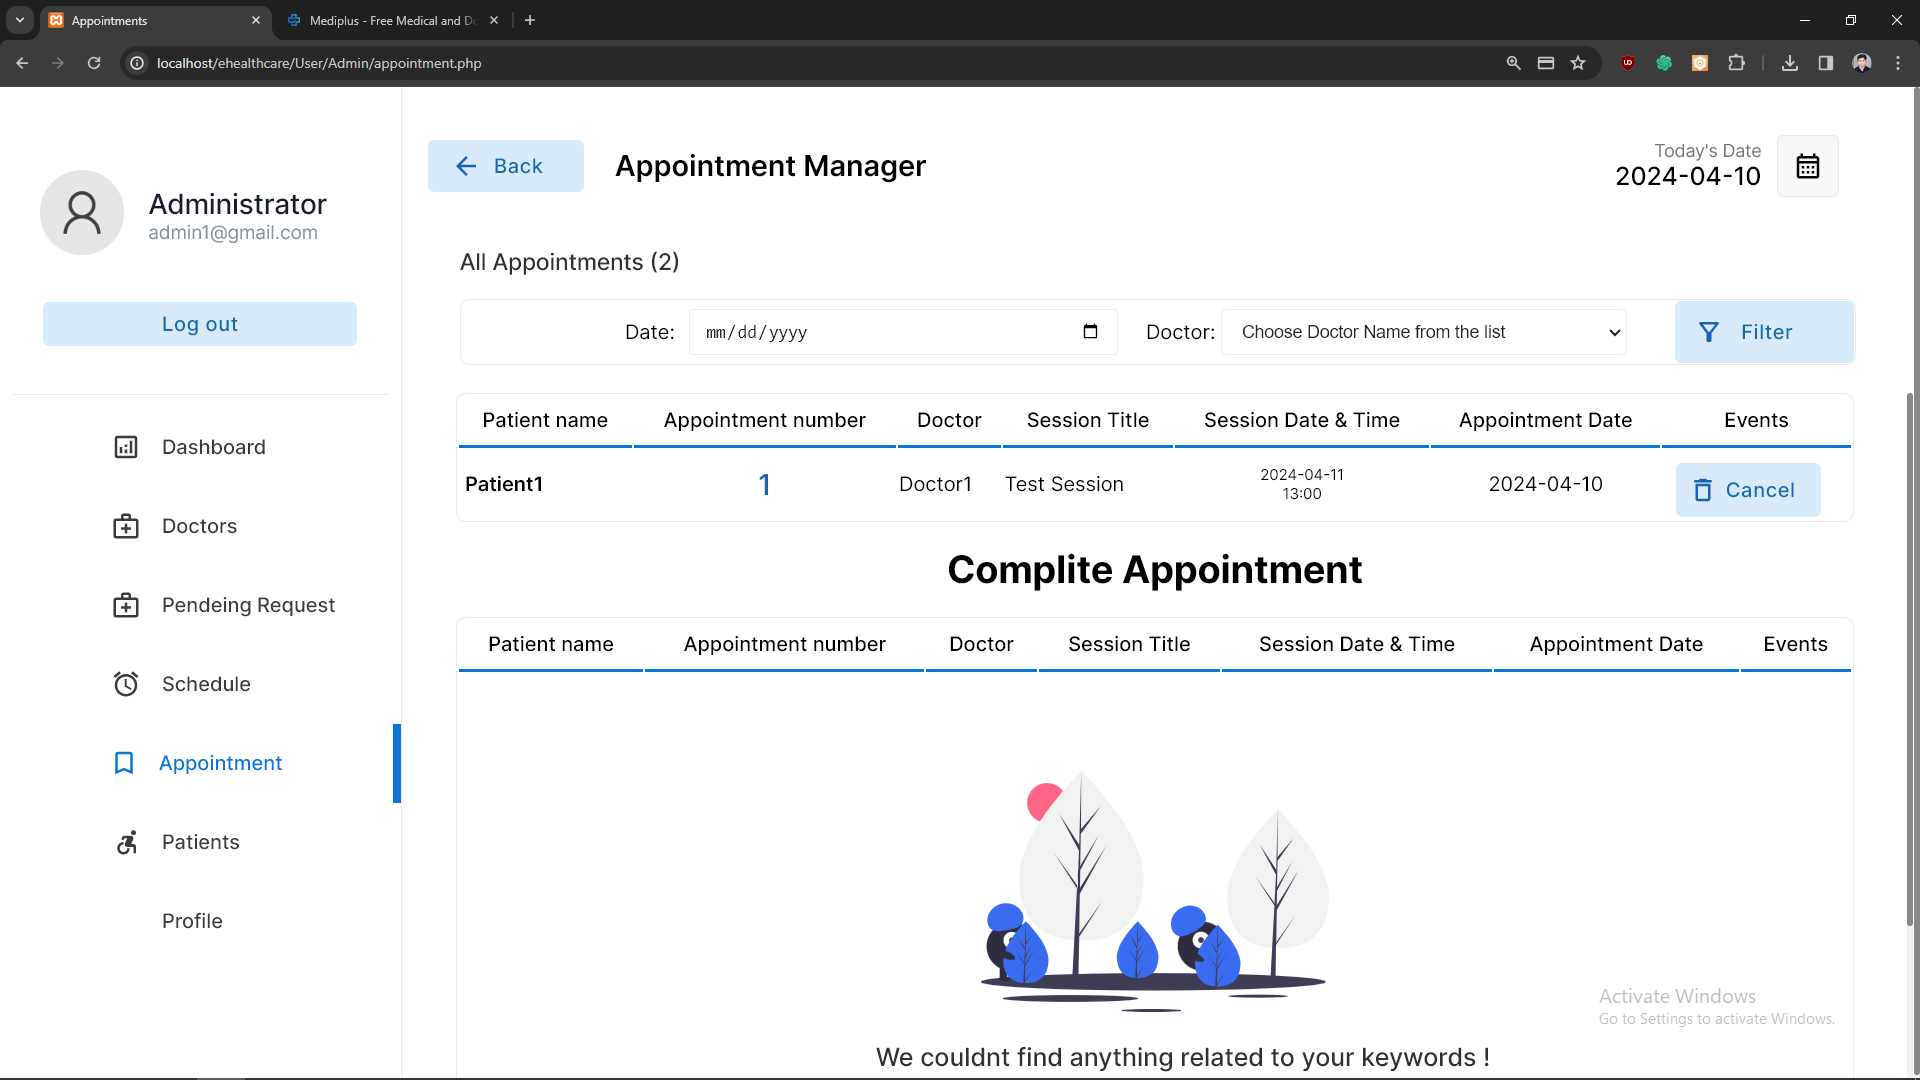 Appointments
Mediplus - Free Medical and
localhost/ehealthcare/User/Admin/appointment.php
Administrator
admin1@gmail.com
Log out
Dashboard
Doctors
Pendeing Request
Schedule
Appointment
Patients
Profile
Back
Appointment Manager
Today's Date
2024-04-10
All Appointments (2)
Date: mm/dd/yyyy Doctor: Choose Doctor Name from the list Filter
Patient name Appointment number Doctor Session Title Session Date & Time Appointment Date Events
Patient1 1 Doctor1 Test Session 2024-04-11 13:00 2024-04-10 Cancel
Complite Appointment
Patient name Appointment number Doctor Session Title Session Date & Time Appointment Date Events
We couldnt find anything related to your keywords !
Activate Windows
Go to Settings to activate Windows.